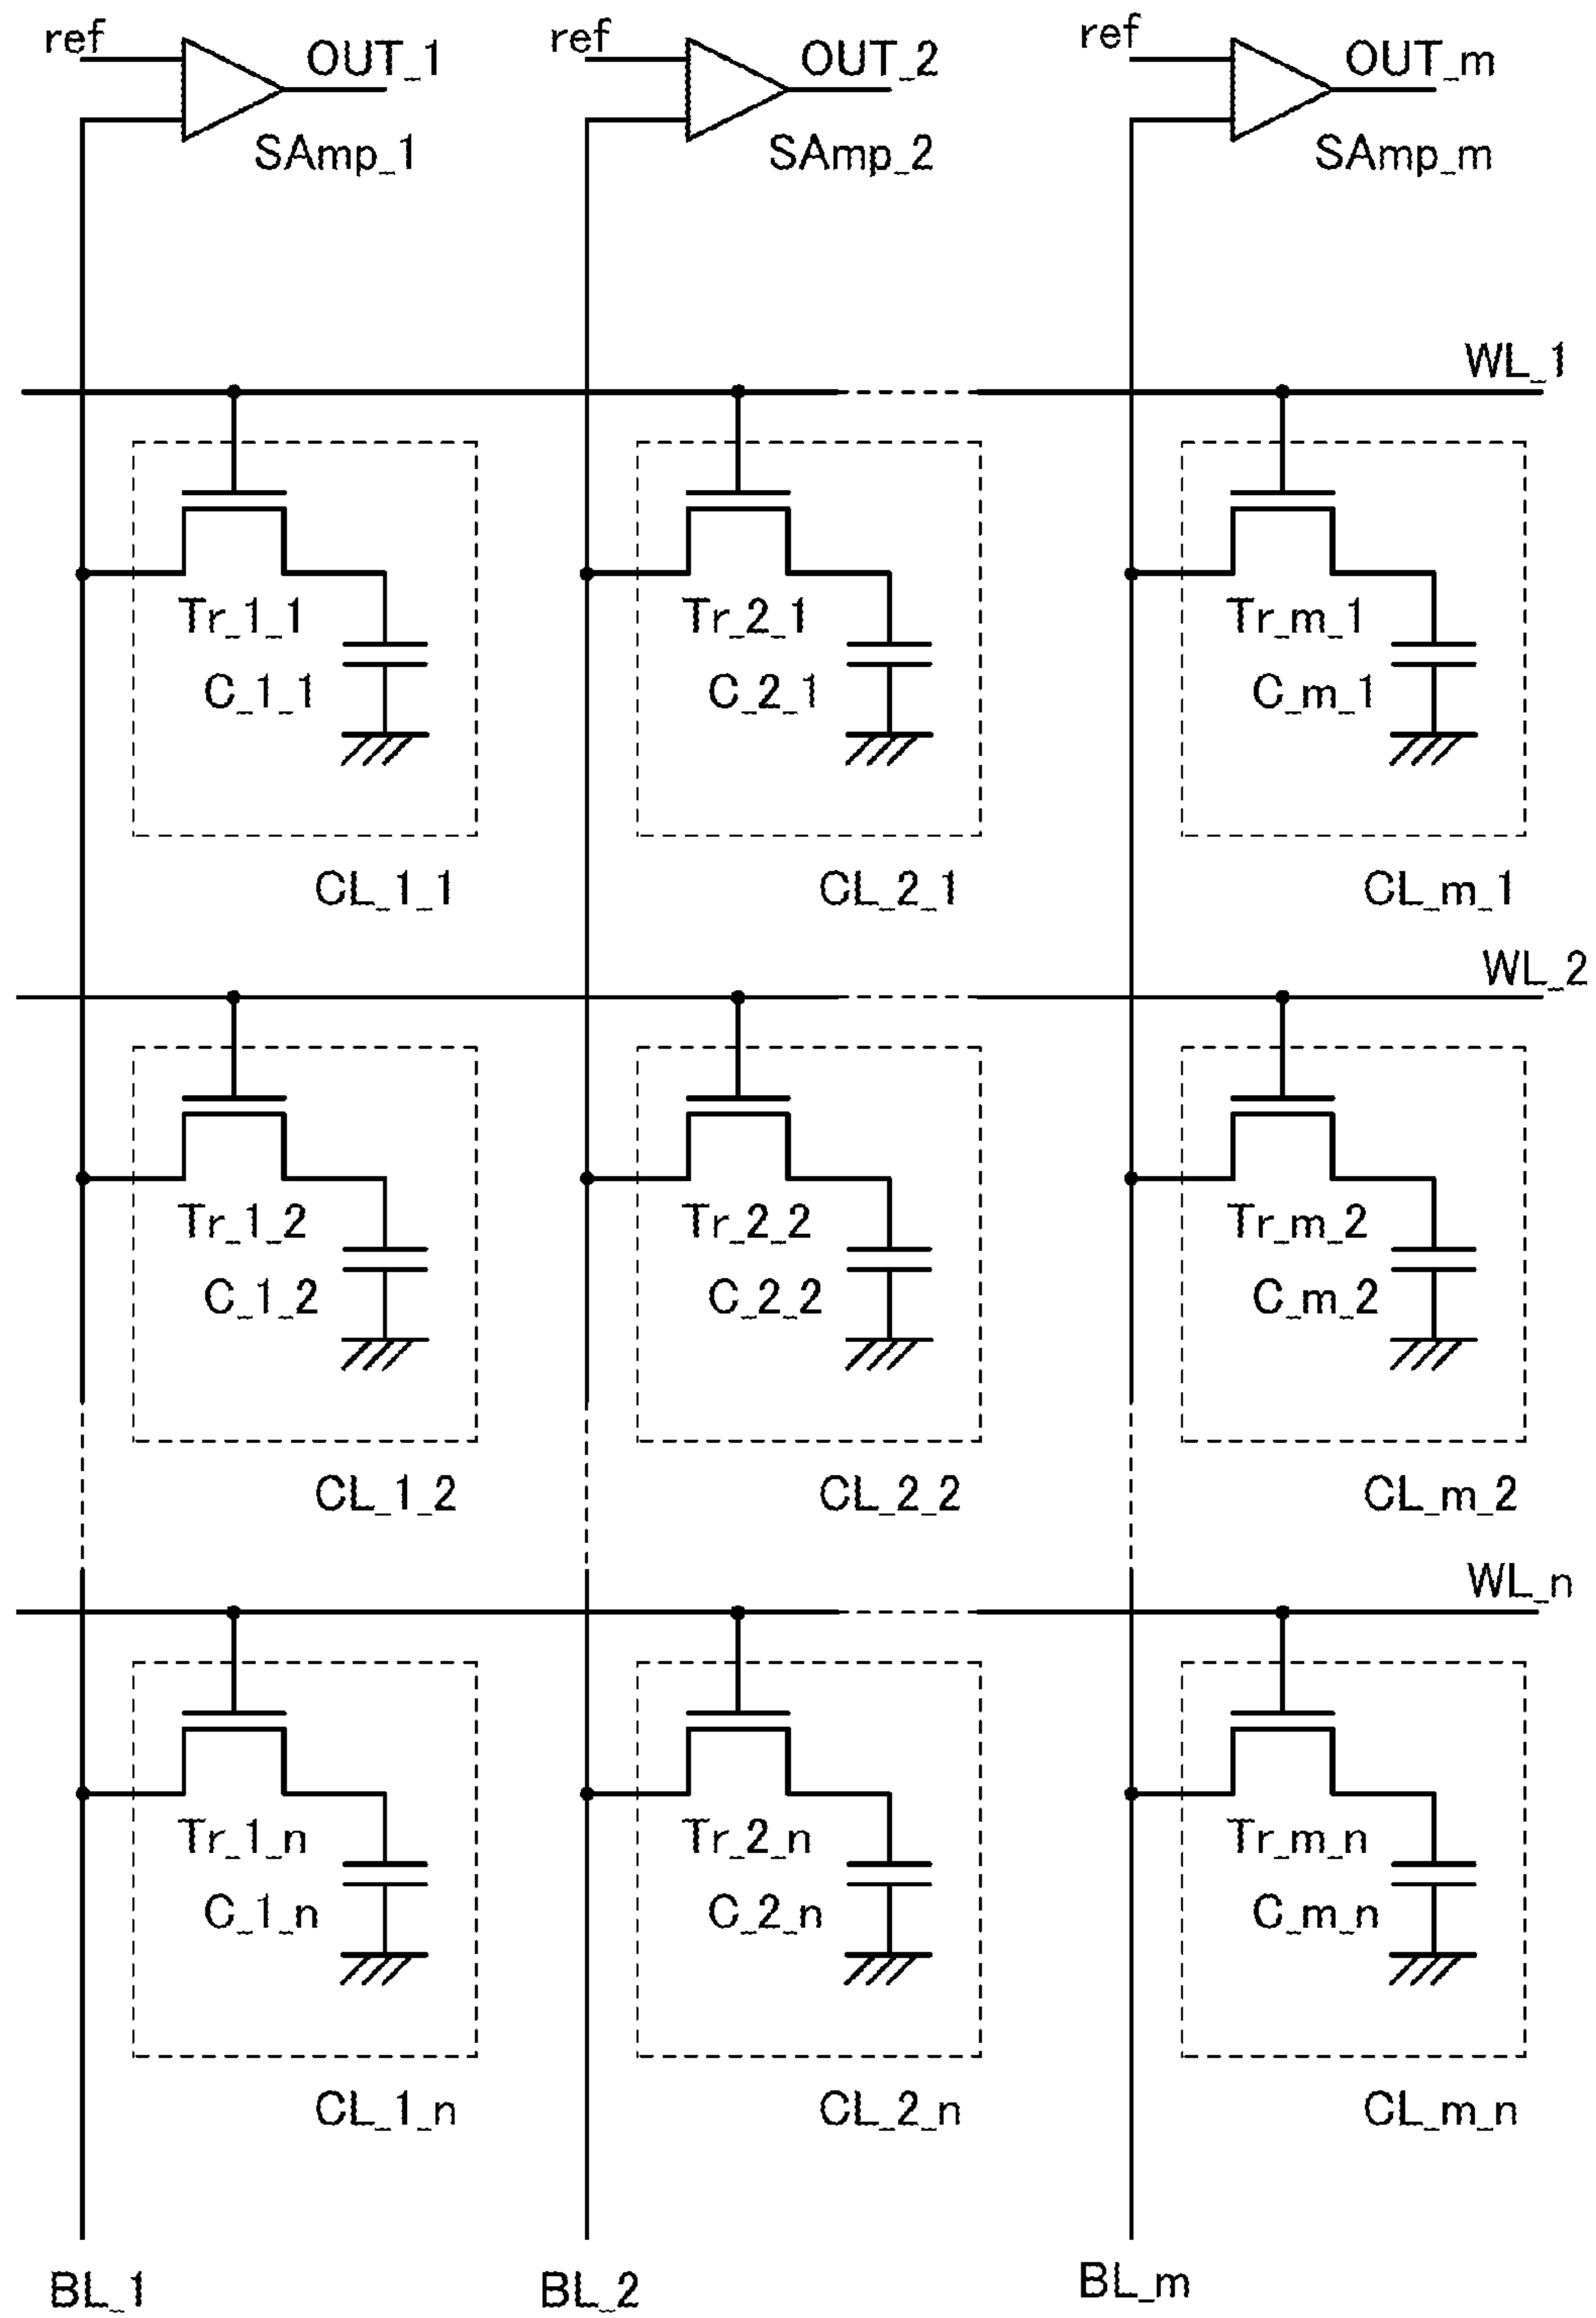 ref OUT_1 ref OUT_2 ref OUT_m
SAmp_1 SAmp_2 SAmp_m
WL_1
Tr_1_1 Tr_2_1 Tr_m_1
C_1_1 C_2_1 C_m_1
CL_1_1 CL_2_1 CL_m_1
WL_2
Tr_1_2 Tr_2_2 Tr_m_2
C_1_2 C_2_2 C_m_2
CL_1_2 CL_2_2 CL_m_2
WL_n
Tr_1_n Tr_2_n Tr_m_n
C_1_n C_2_n C_m_n
CL_1_n CL_2_n CL_m_n
BL_1 BL_2 BL_m